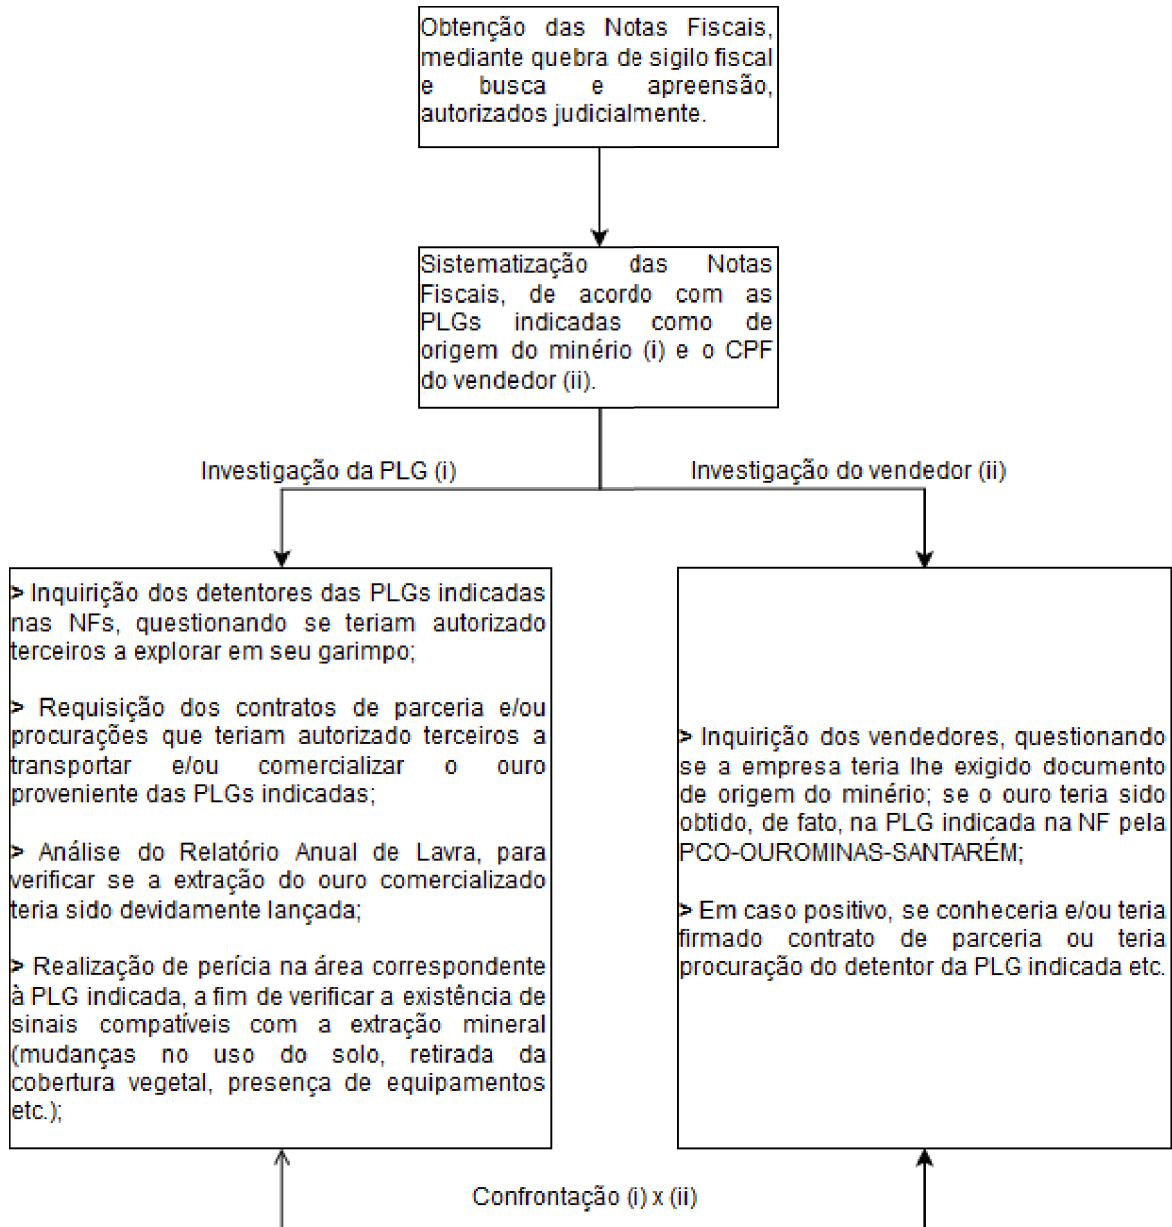 Obtenção das Notas Fiscais,
mediante quebra de sigilo fiscal
e busca e apreensão,
autorizados judicialmente.
Sistematização das Notas
Fiscais, de acordo com as
PLGs indicadas como de
origem do minério (i) e o CPF
do vendedor (ii).
Investigação da PLG (i)
Investigação do vendedor (ii)
> Inquirição dos detentores das PLGs indicadas
nas NFs, questionando se teriam autorizado
terceiros a explorar em seu garimpo;
> Requisição dos contratos de parceria e/ou
procurações que teriam autorizado terceiros a
transportar e/ou comercializar o ouro
proveniente das PLGs indicadas;
> Análise do Relatório Anual de Lavra, para
verificar se a extração do ouro comercializado
teria sido devidamente lançada;
> Realização de perícia na área correspondente
à PLG indicada, a fim de verificar a existência de
sinais compatíveis com a extração mineral
(mudanças no uso do solo, retirada da
cobertura vegetal, presença de equipamentos
etc.);
> Inquirição dos vendedores, questionando
se a empresa teria lhe exigido documento
de origem do minério; se o ouro teria sido
obtido, de fato, na PLG indicada na NF pela
PCO-OUROMINAS-SANTARÉM;
> Em caso positivo, se conheceria e/ou teria
firmado contrato de parceria ou teria
procuração do detentor da PLG indicada etc.
Confrontação (i) x (ii)